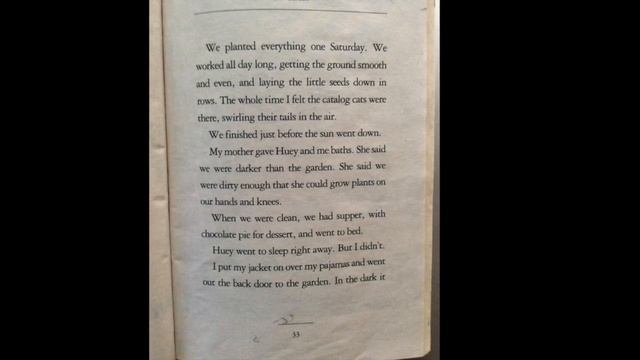 We planted everything one Saturday. We
worked all day long, getting the ground smooth
and even, and laying the little seeds down in
rows. The whole time I felt the catalog cats were
there, swirling their tails in the air.
We finished just before the sun went down.
My mother gave Huey and me baths. She said
we were darker than the garden. She said we
were dirty enough that she could grow plants on
our hands and knees.
When we were clean, we had supper, with
chocolate pie for dessert, and went to bed.
Huey went to sleep right away. But I didn't.
I put my jacket on over my pajamas and went
out the back door to the garden. In the dark it
33